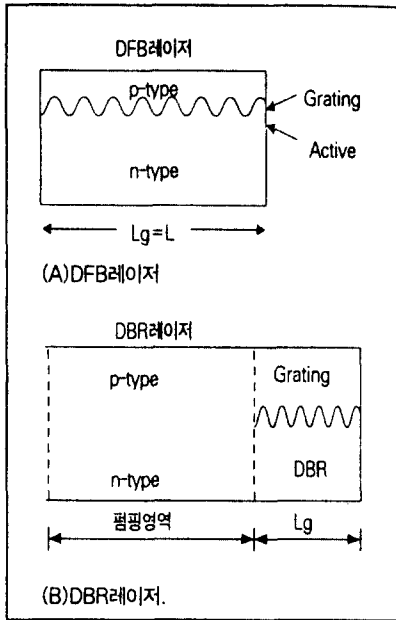 DFB레이저
p-type
Grating
Active
n-type
Lg=L
(A)DFB레이저
DBR레이저
p-type
Grating
n-type
DBR
펌핑영역
Lg
(B)DBR레이저.